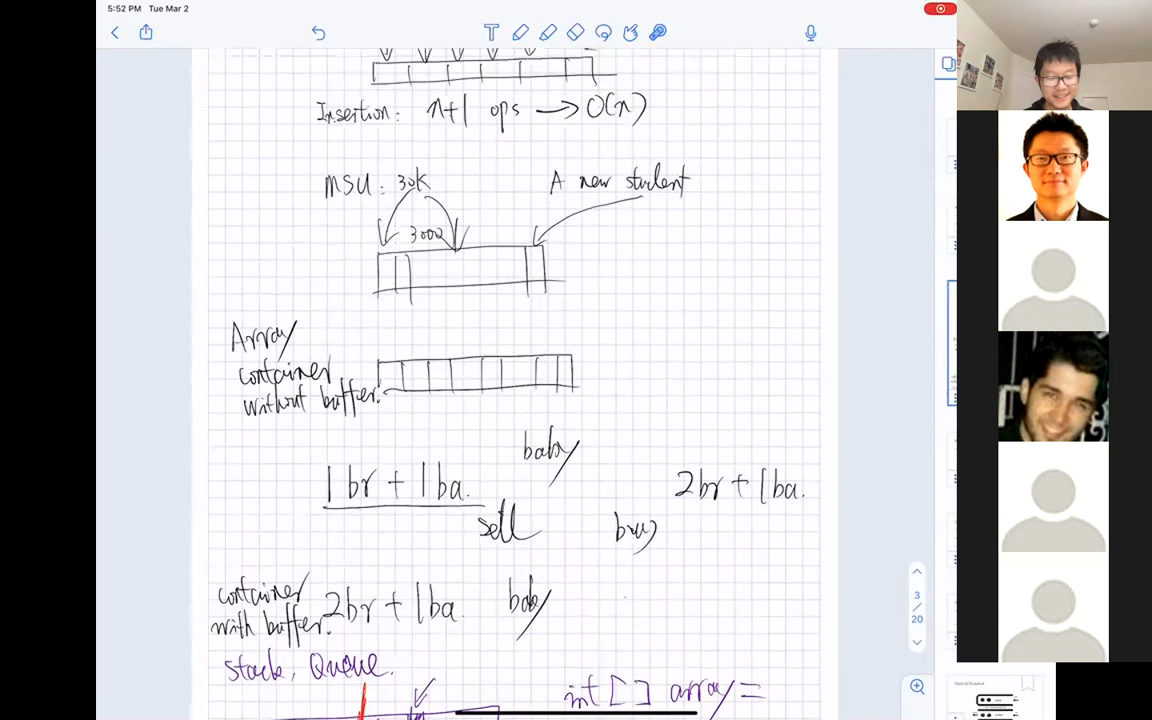 5:52 PM Tue Mar 2
Insertion: n+1 ops → O(n)
MSU: 30K
A new student
3000
Array
container
without buffer.
baby
1br + 1ba.
2br + 1ba.
sell
buy
container
with buffer.
2br + 1ba.
baby
Stack, Queue.
int [] array =
3
/
20